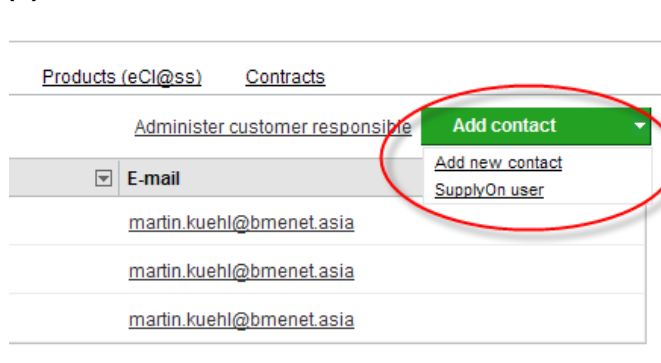 Products (eCl@ss) Contracts
Administer customer responsible Add contact
Add new contact
E-mail
SupplyOn user
martin.kuehl@bmenet.asia
martin.kuehl@bmenet.asia
martin.kuehl@bmenet.asia